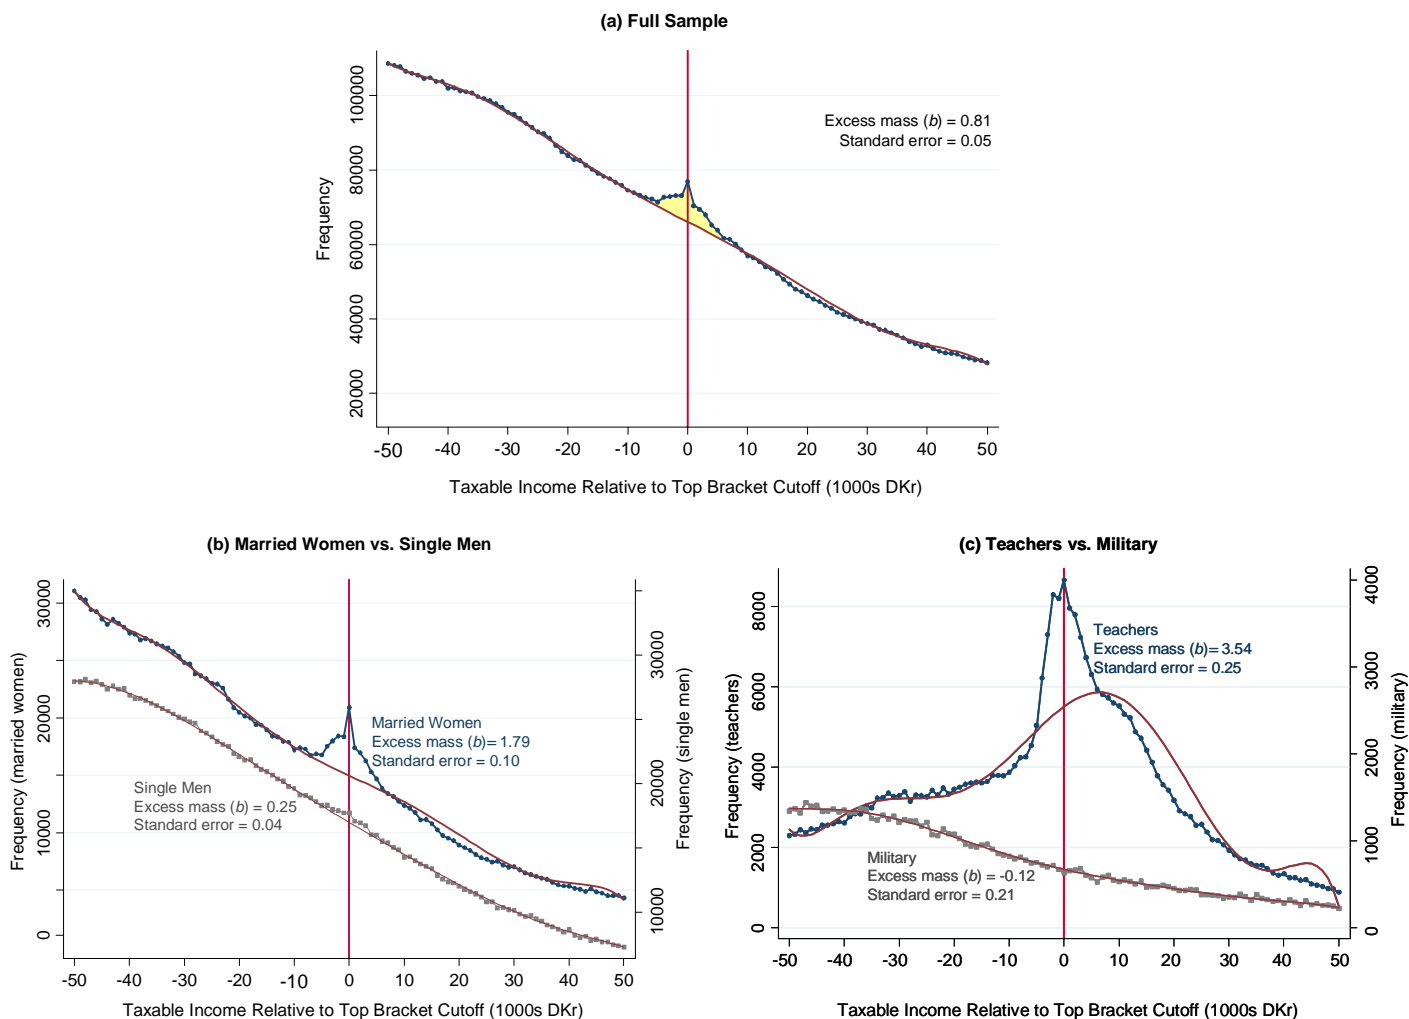 (a) Full Sample
Frequency
100000
80000
60000
40000
20000
Excess mass (b) = 0.81
Standard error = 0.05
-50 -40 -30 -20 -10 0 10 20 30 40 50
Taxable Income Relative to Top Bracket Cutoff (1000s DKr)
(b) Married Women vs. Single Men
Frequency (married women)
30000
20000
10000
0
Married Women
Excess mass (b)= 1.79
Standard error = 0.10
Single Men
Excess mass (b) = 0.25
Standard error = 0.04
30000
20000
10000
Frequency (single men)
-50 -40 -30 -20 -10 0 10 20 30 40 50
Taxable Income Relative to Top Bracket Cutoff (1000s DKr)
(c) Teachers vs. Military
Frequency (teachers)
8000
6000
4000
2000
0
Teachers
Excess mass (b)= 3.54
Standard error = 0.25
Military
Excess mass (b) = -0.12
Standard error = 0.21
4000
3000
2000
1000
0
Frequency (military)
-50 -40 -30 -20 -10 0 10 20 30 40 50
Taxable Income Relative to Top Bracket Cutoff (1000s DKr)